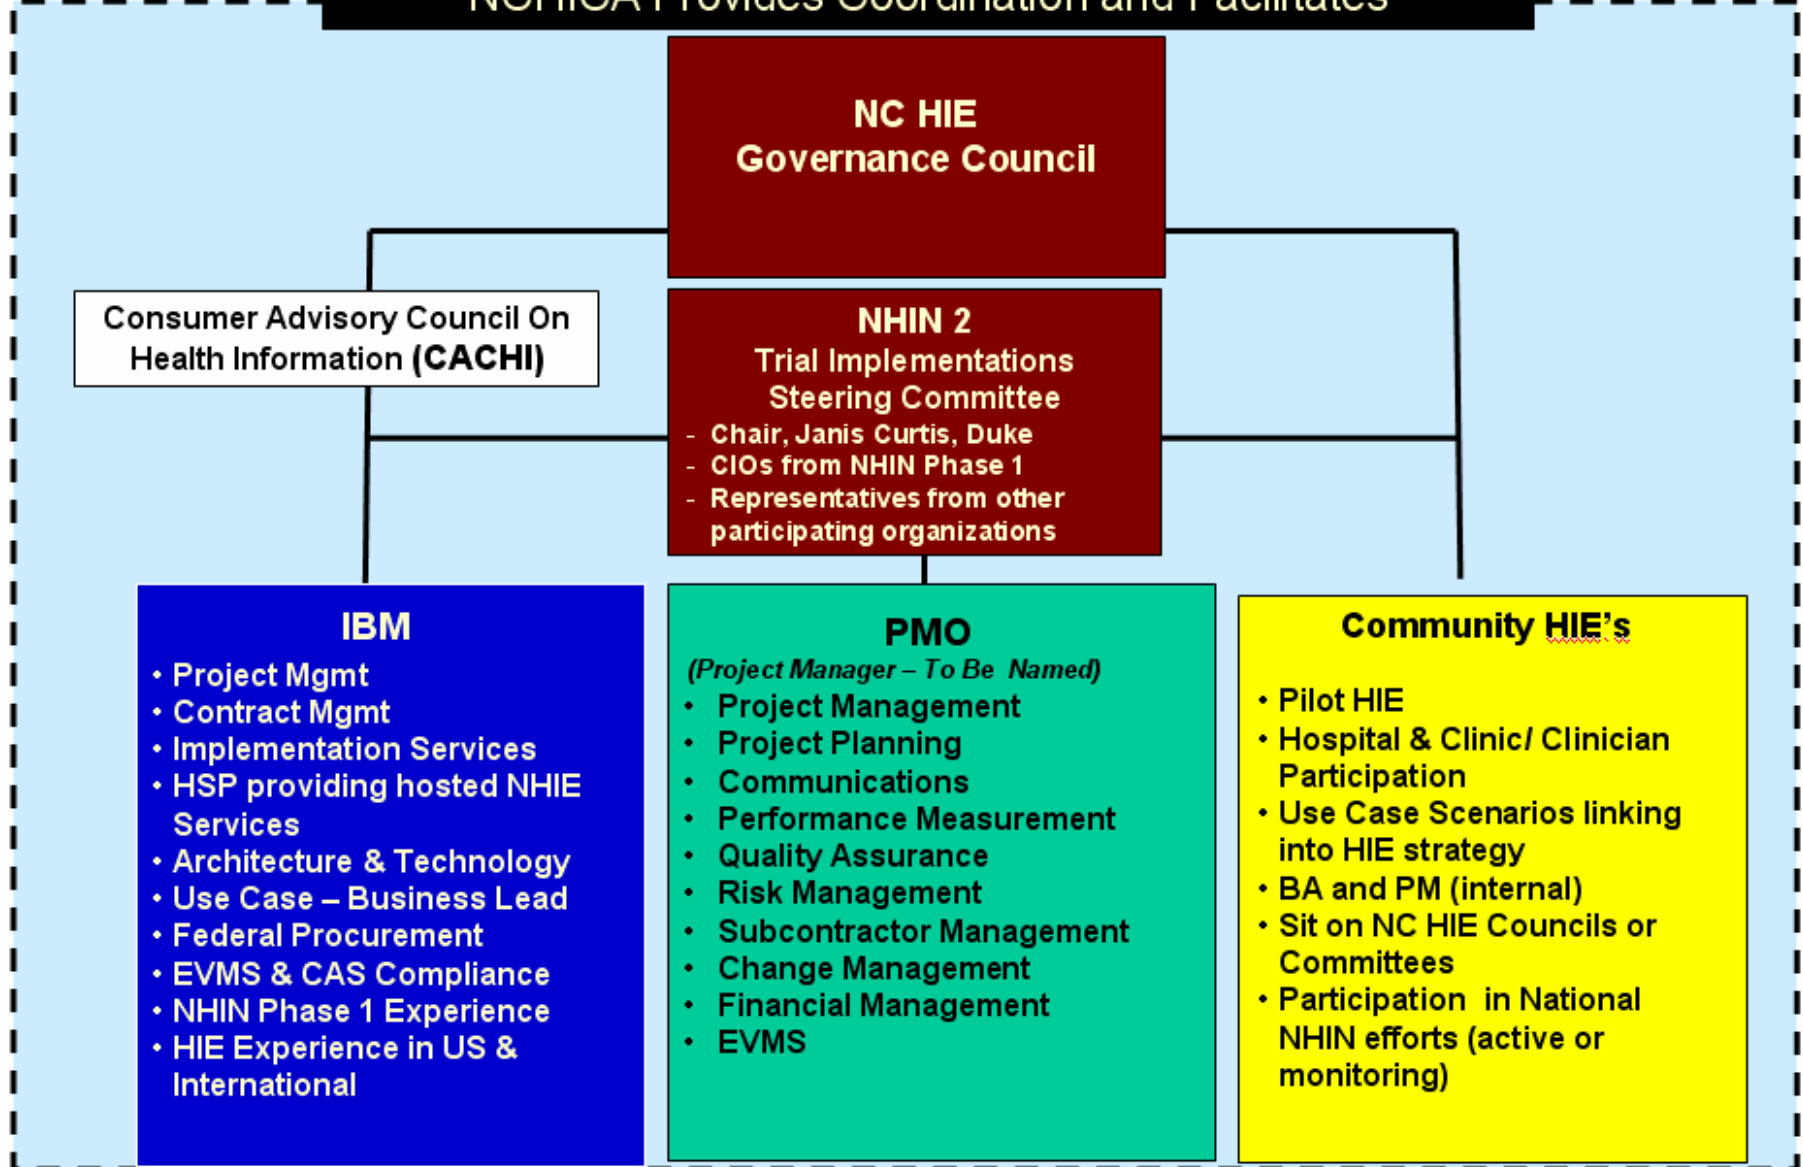 NCHICA Provides Coordination and Facilitates
NC HIE
Governance Council
Consumer Advisory Council On
Health Information (CACHI)
NHIN 2
Trial Implementations
Steering Committee
- Chair, Janis Curtis, Duke
- CIOs from NHIN Phase 1
- Representatives from other
participating organizations
IBM
• Project Mgmt
• Contract Mgmt
• Implementation Services
• HSP providing hosted NHIE
Services
• Architecture & Technology
• Use Case – Business Lead
• Federal Procurement
• EVMS & CAS Compliance
• NHIN Phase 1 Experience
• HIE Experience in US &
International
PMO
(Project Manager – To Be Named)
• Project Management
• Project Planning
• Communications
• Performance Measurement
• Quality Assurance
• Risk Management
• Subcontractor Management
• Change Management
• Financial Management
• EVMS
Community HIE's
• Pilot HIE
• Hospital & Clinic/ Clinician
Participation
• Use Case Scenarios linking
into HIE strategy
• BA and PM (internal)
• Sit on NC HIE Councils or
Committees
• Participation in National
NHIN efforts (active or
monitoring)